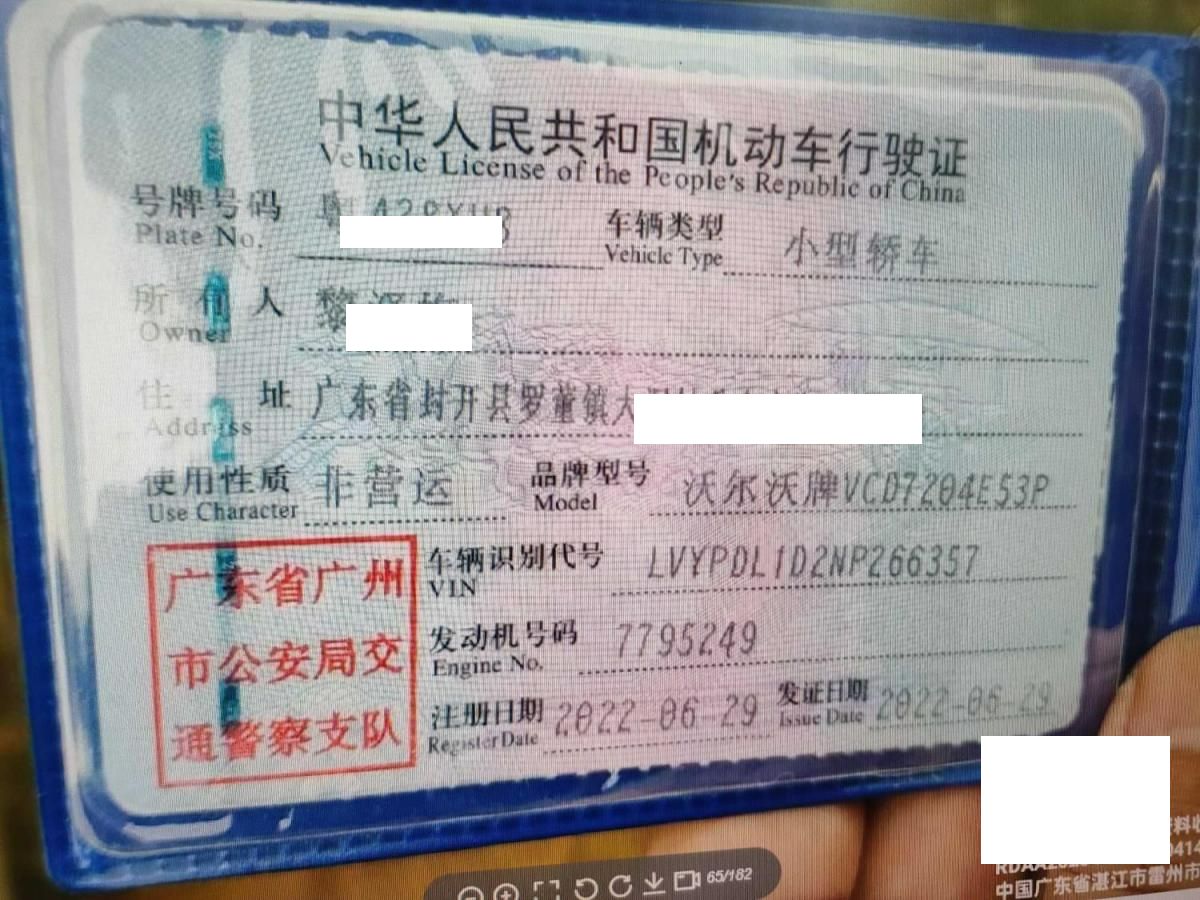 中华人民共和国机动车行驶证
Vehicle License of the People's Republic of China
号牌号码 车辆类型 小型轿车
Plate No. Vehicle Type
所有人 黎
Owner
住 址 广东省封开县罗董镇大
Address
使用性质 非营运 品牌型号 沃尔沃牌VCD7204E53P
Use Character Model
广东省广州
市公安局交
通警察支队
车辆识别代号 LVYPDL1D2NP266357
VIN
发动机号码 7795249
Engine No.
注册日期 2022-06-29 发证日期 2022-06-29
Register Date Issue Date
65/182
中国广东省湛江市雷州市